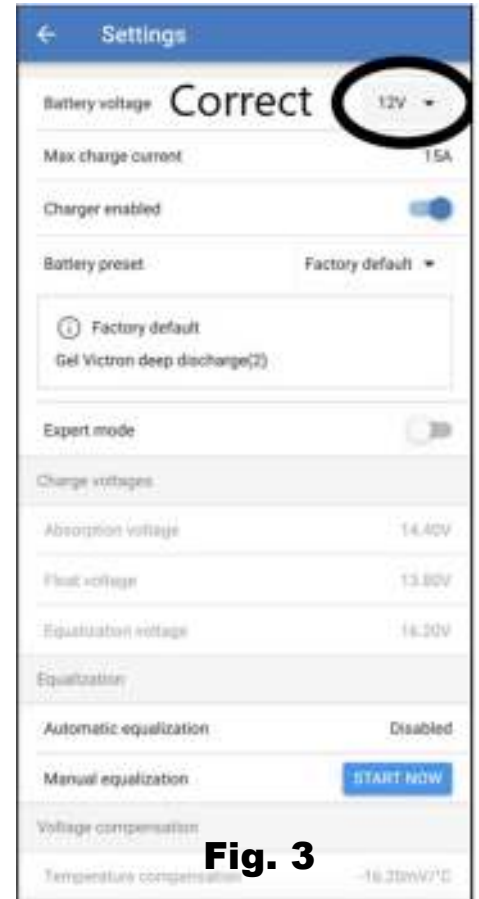 Settings
Battery voltage Correct 12V
Max charge current 15A
Charger enabled
Battery preset Factory default
Factory default
Gel Victron deep discharge(2)
Expert mode
Charge voltages
Absorption voltage 14.40V
Float voltage 13.80V
Equalization voltage 16.20V
Equalization
Automatic equalization Disabled
Manual equalization START NOW
Voltage compensation
Fig. 3
Temperature compensation -16.20mV/°C